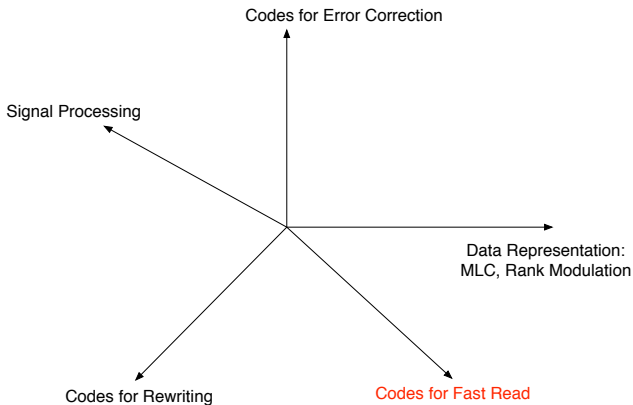 Codes for Error Correction
Signal Processing
Data Representation:
MLC, Rank Modulation
Codes for Rewriting
Codes for Fast Read